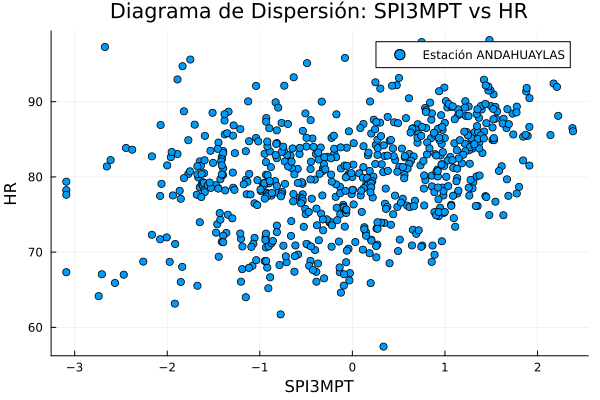 Diagrama de Dispersión: SPI3MPT vs HR
Estación ANDAHUAYLAS
90
80
70
60
HR
−3
−2
−1
0
1
2
SPI3MPT